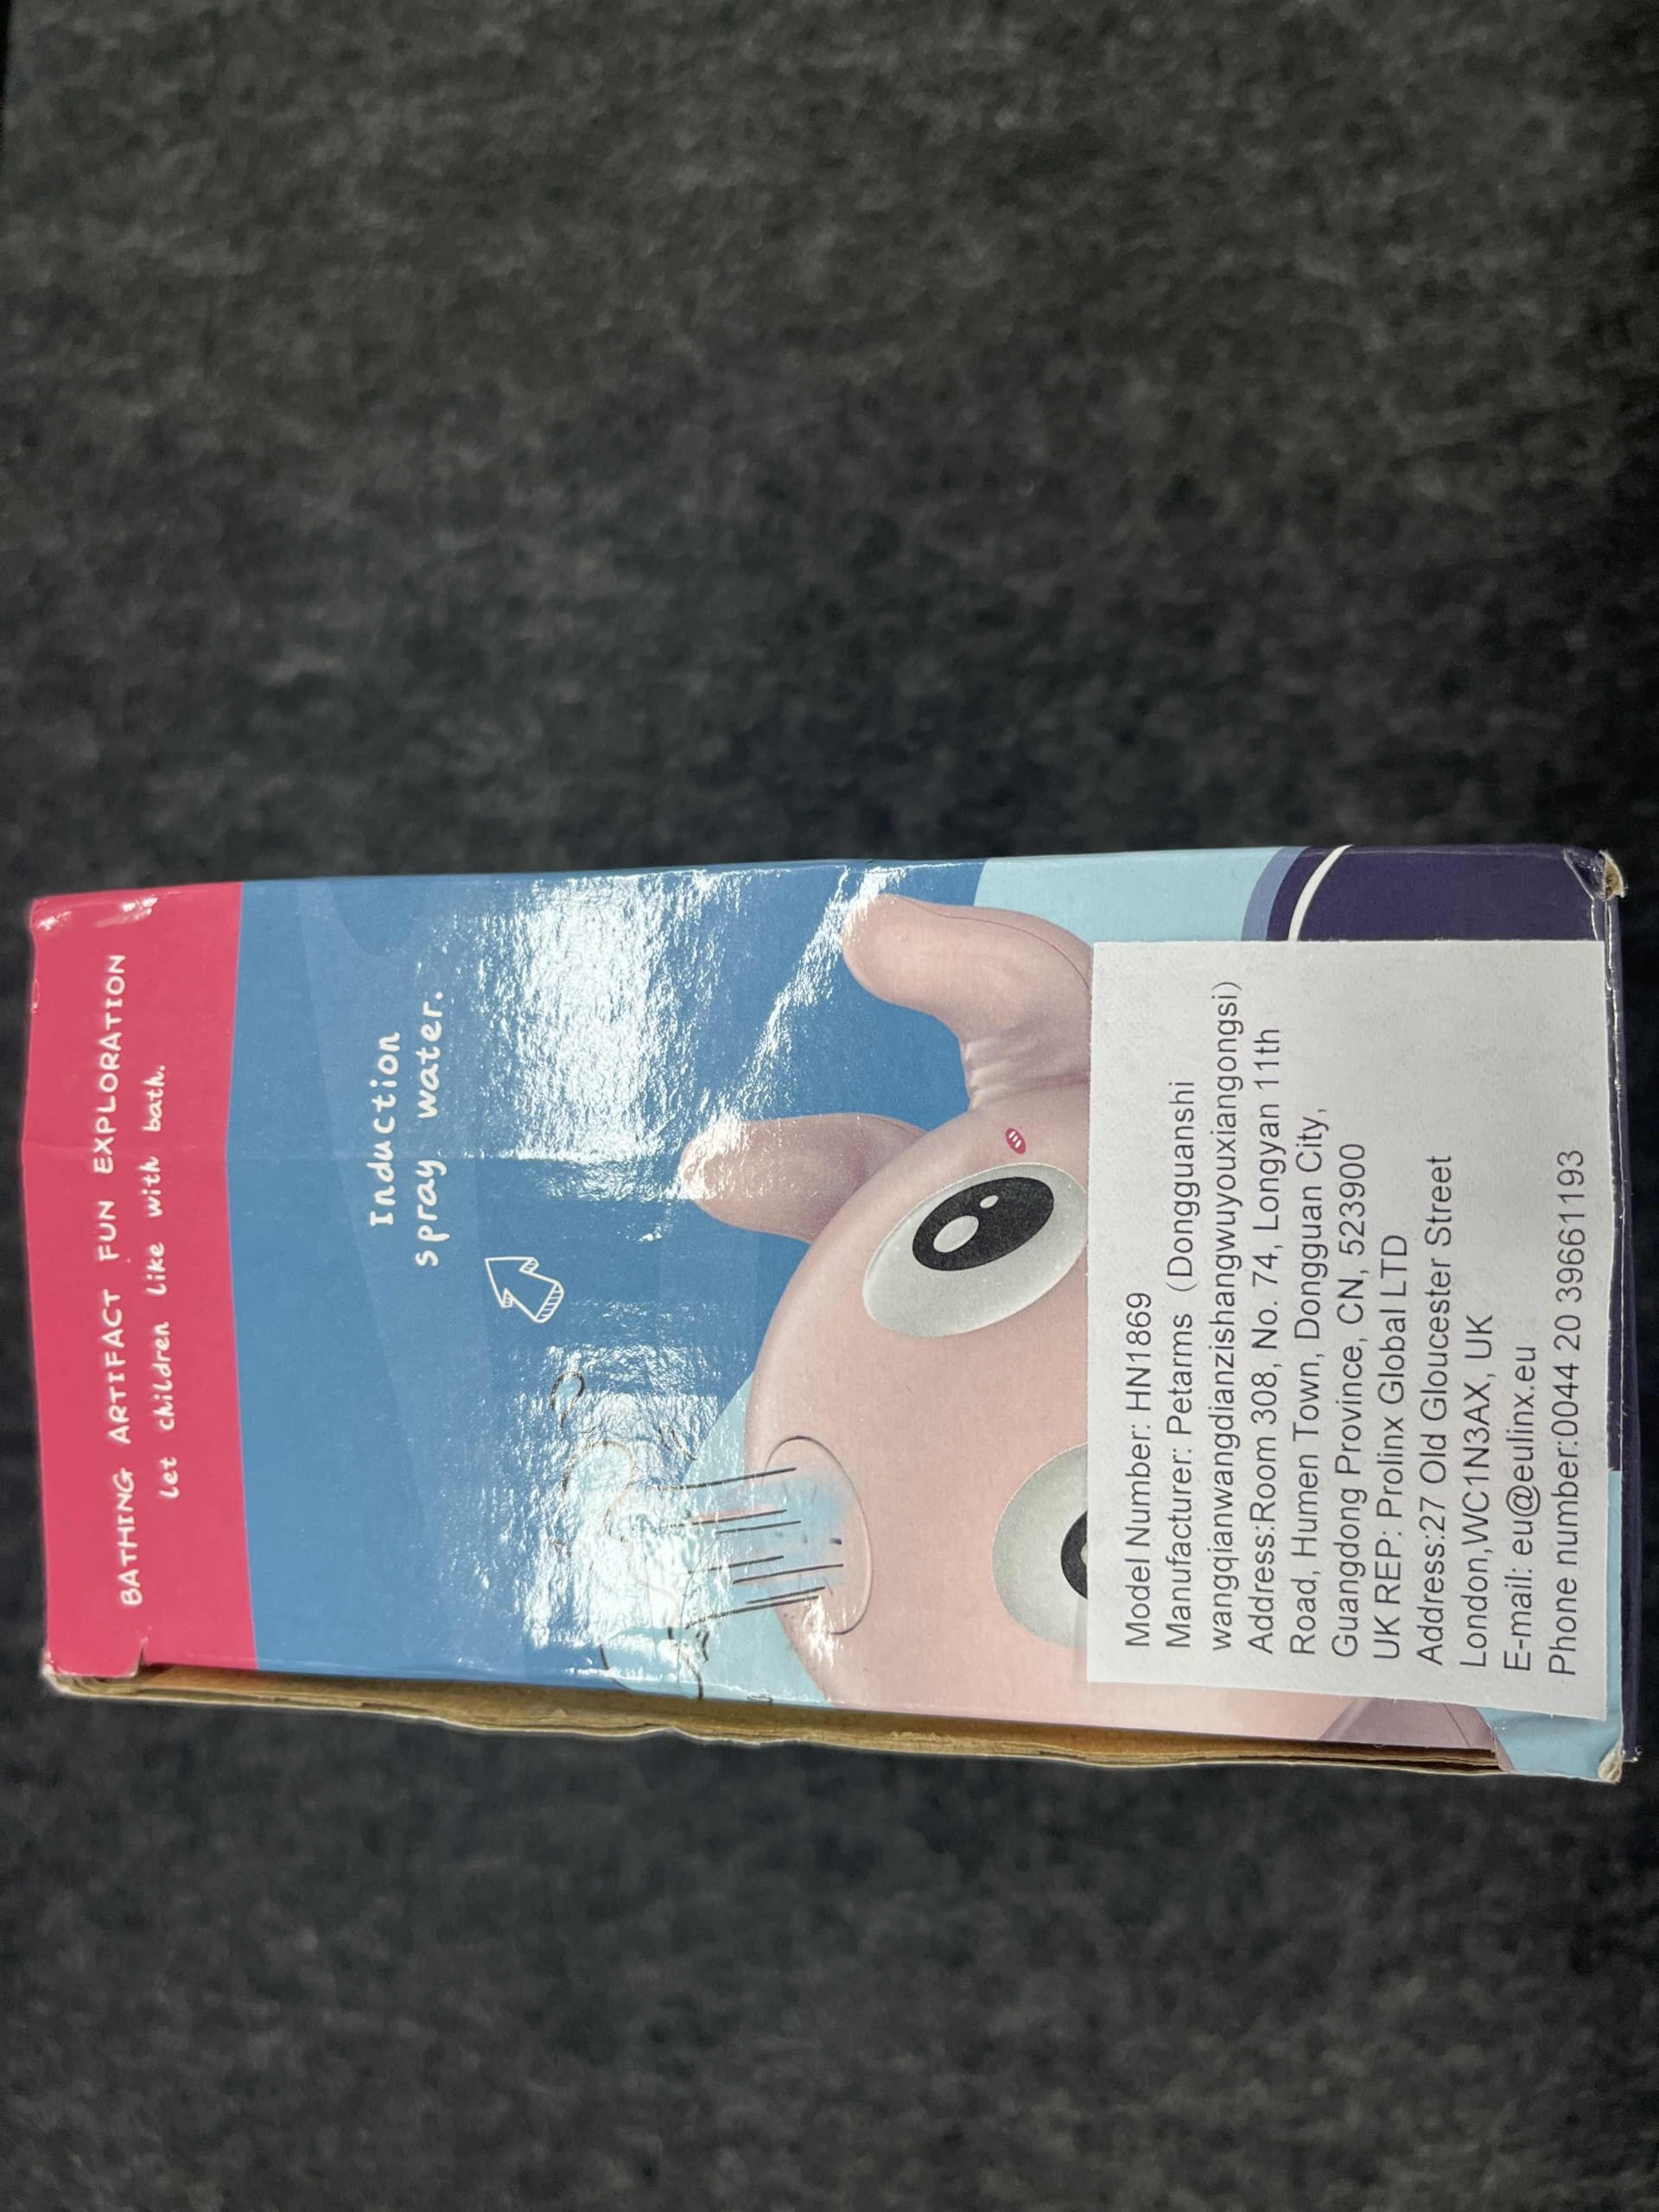 BATHING ARTIFACT FUN EXPLORATION
Let children like with bath.
Induction
spray water.
Model Number: HN1869
Manufacturer: Petarms（Dongguanshi
wangqianwangdianzishangwuyouxiangongsi)
Address:Room 308, No. 74, Longyan 11th
Road, Humen Town, Dongguan City,
Guangdong Province, CN, 523900
UK REP: Prolinx Global LTD
Address:27 Old Gloucester Street
London,WC1N3AX, UK
E-mail: eu@eulinx.eu
Phone number:0044 20 39661193